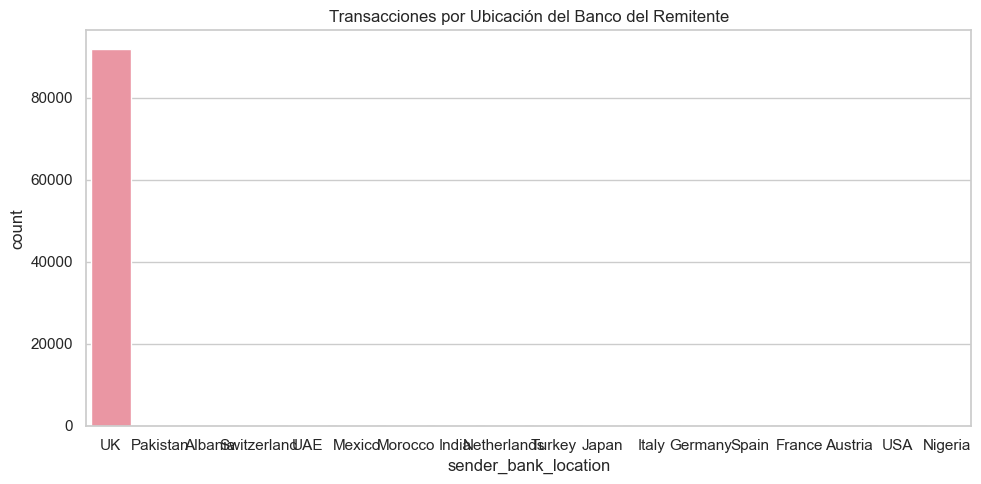 Transacciones por Ubicación del Banco del Remitente
80000
60000
40000
20000
0
count
UK Pakistan Albania Switzerland UAE Mexico Morocco India Netherlands Turkey Japan Italy Germany Spain France Austria USA Nigeria
sender_bank_location